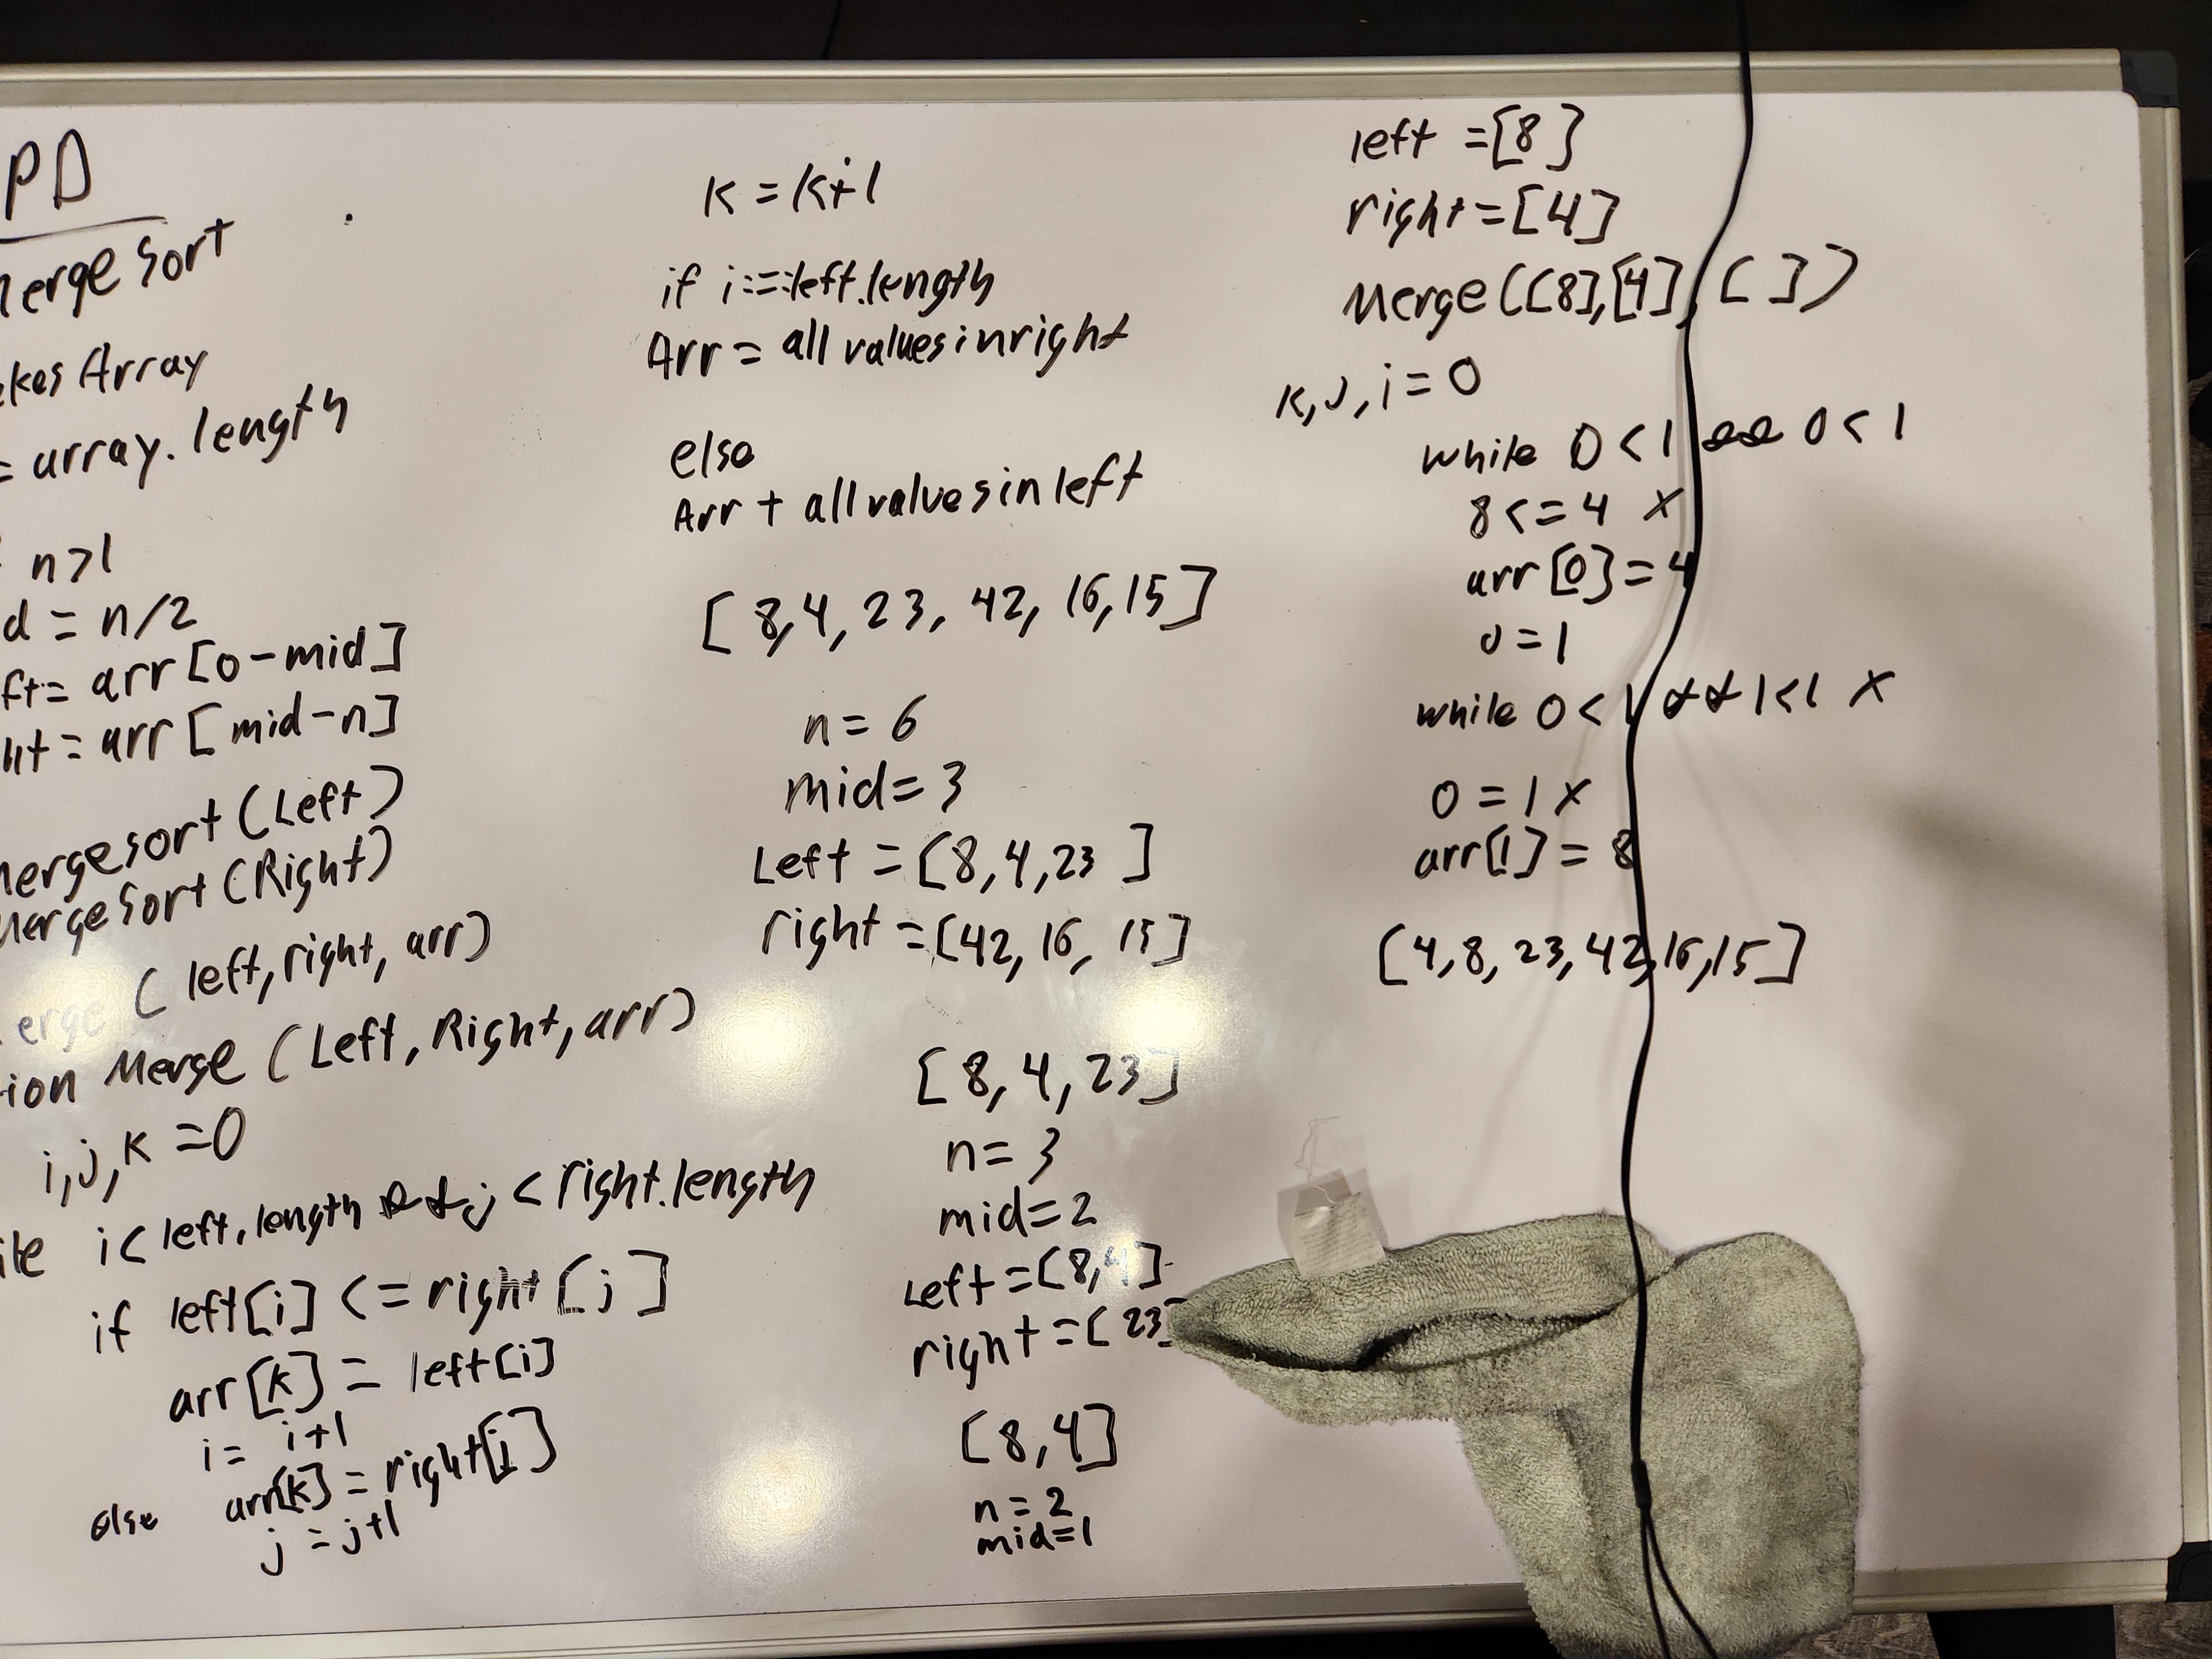 PD
erge Sort
kes Array
= array.length
n>1
d = n/2
ft = arr [0-mid]
ht = arr [mid-n]
ergesort (Left)
Mergesort (Right)
erge ( left, right, arr)
ion Merge (Left, Right, arr)
i, j, k =0
ile i< left.length && j < right.length
if left[i] <= right [j]
arr [k] = left [i]
i = i+1
else arr[k] = right[j]
j = j+1
K = K+1
if i == left.length
Arr = all values in right
else
Arr + all values in left
[ 8,4, 23, 42, 16,15]
n= 6
mid= 3
Left = [8,4,23 ]
right =[42, 16, 15]
[ 8, 4, 23]
n= 3
mid=2
Left =[8,4]
right =[ 23]
[8,4]
n=2
mid=1
left =[8]
right =[4]
Merge([8],[4], [ ])
K, J, i = 0
while 0 < 1 && 0 < 1
8 <= 4 X
arr [0] = 4
J = 1
while 0 < 1 && 1<1 X
0 = 1 X
arr[1] = 8
[4,8, 23,42,16,15]